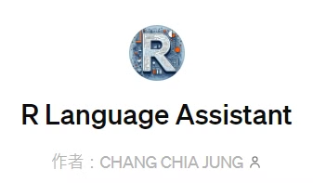 R
R Language Assistant
作者：CHANG CHIA JUNG